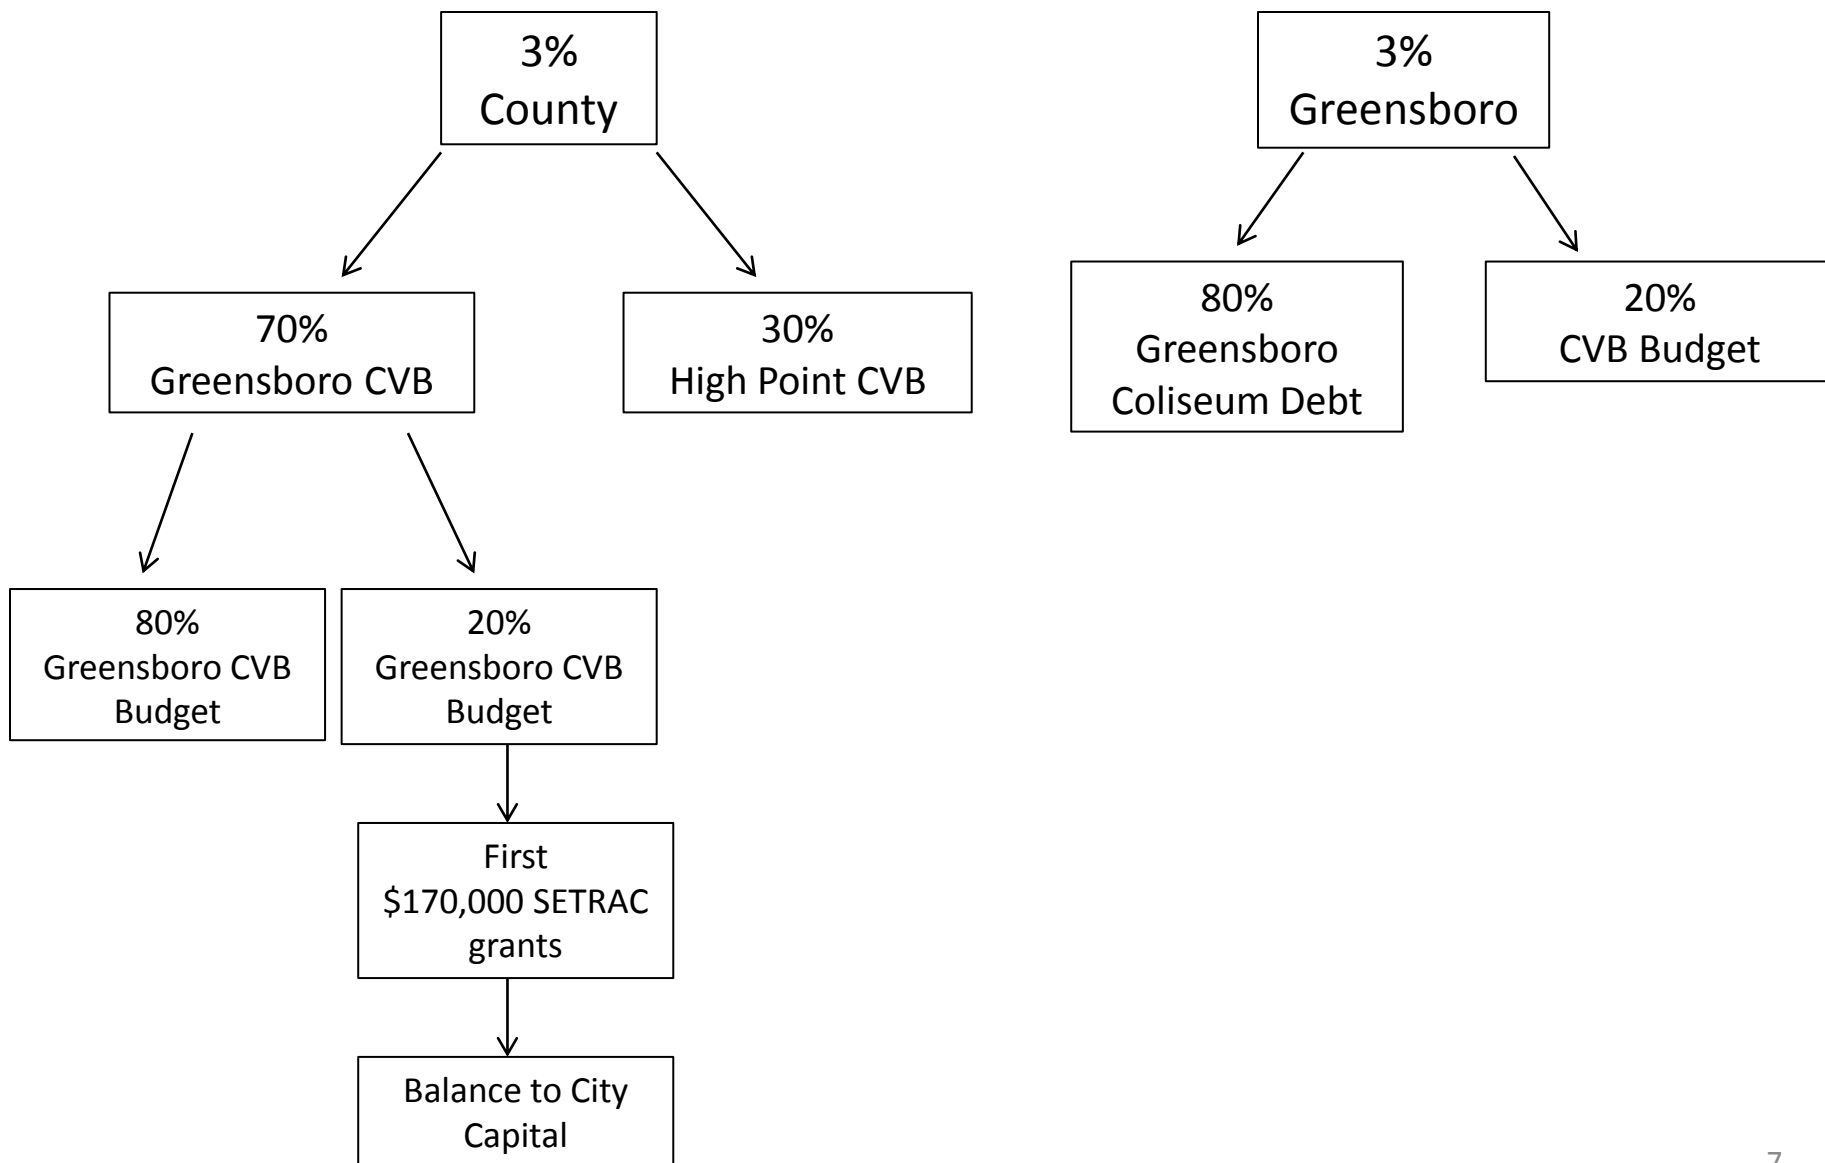 3%
County
3%
Greensboro
70%
Greensboro CVB
30%
High Point CVB
80%
Greensboro
Coliseum Debt
20%
CVB Budget
80%
Greensboro CVB
Budget
20%
Greensboro CVB
Budget
First
$170,000 SETRAC
grants
Balance to City
Capital
7